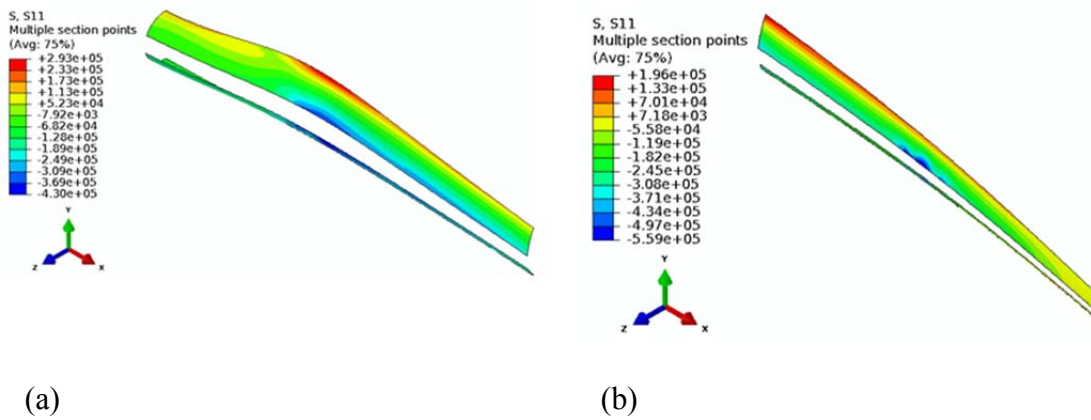 S, S11
Multiple section points
(Avg: 75%)
+2.93e+05
+2.33e+05
+1.73e+05
+1.13e+05
+5.23e+04
-7.92e+03
-6.82e+04
-1.28e+05
-1.89e+05
-2.49e+05
-3.09e+05
-3.69e+05
-4.30e+05
Y
Z
X
S, S11
Multiple section points
(Avg: 75%)
+1.96e+05
+1.33e+05
+7.01e+04
+7.18e+03
-5.58e+04
-1.19e+05
-1.82e+05
-2.45e+05
-3.08e+05
-3.71e+05
-4.34e+05
-4.97e+05
-5.59e+05
Y
Z
X
(a)
(b)